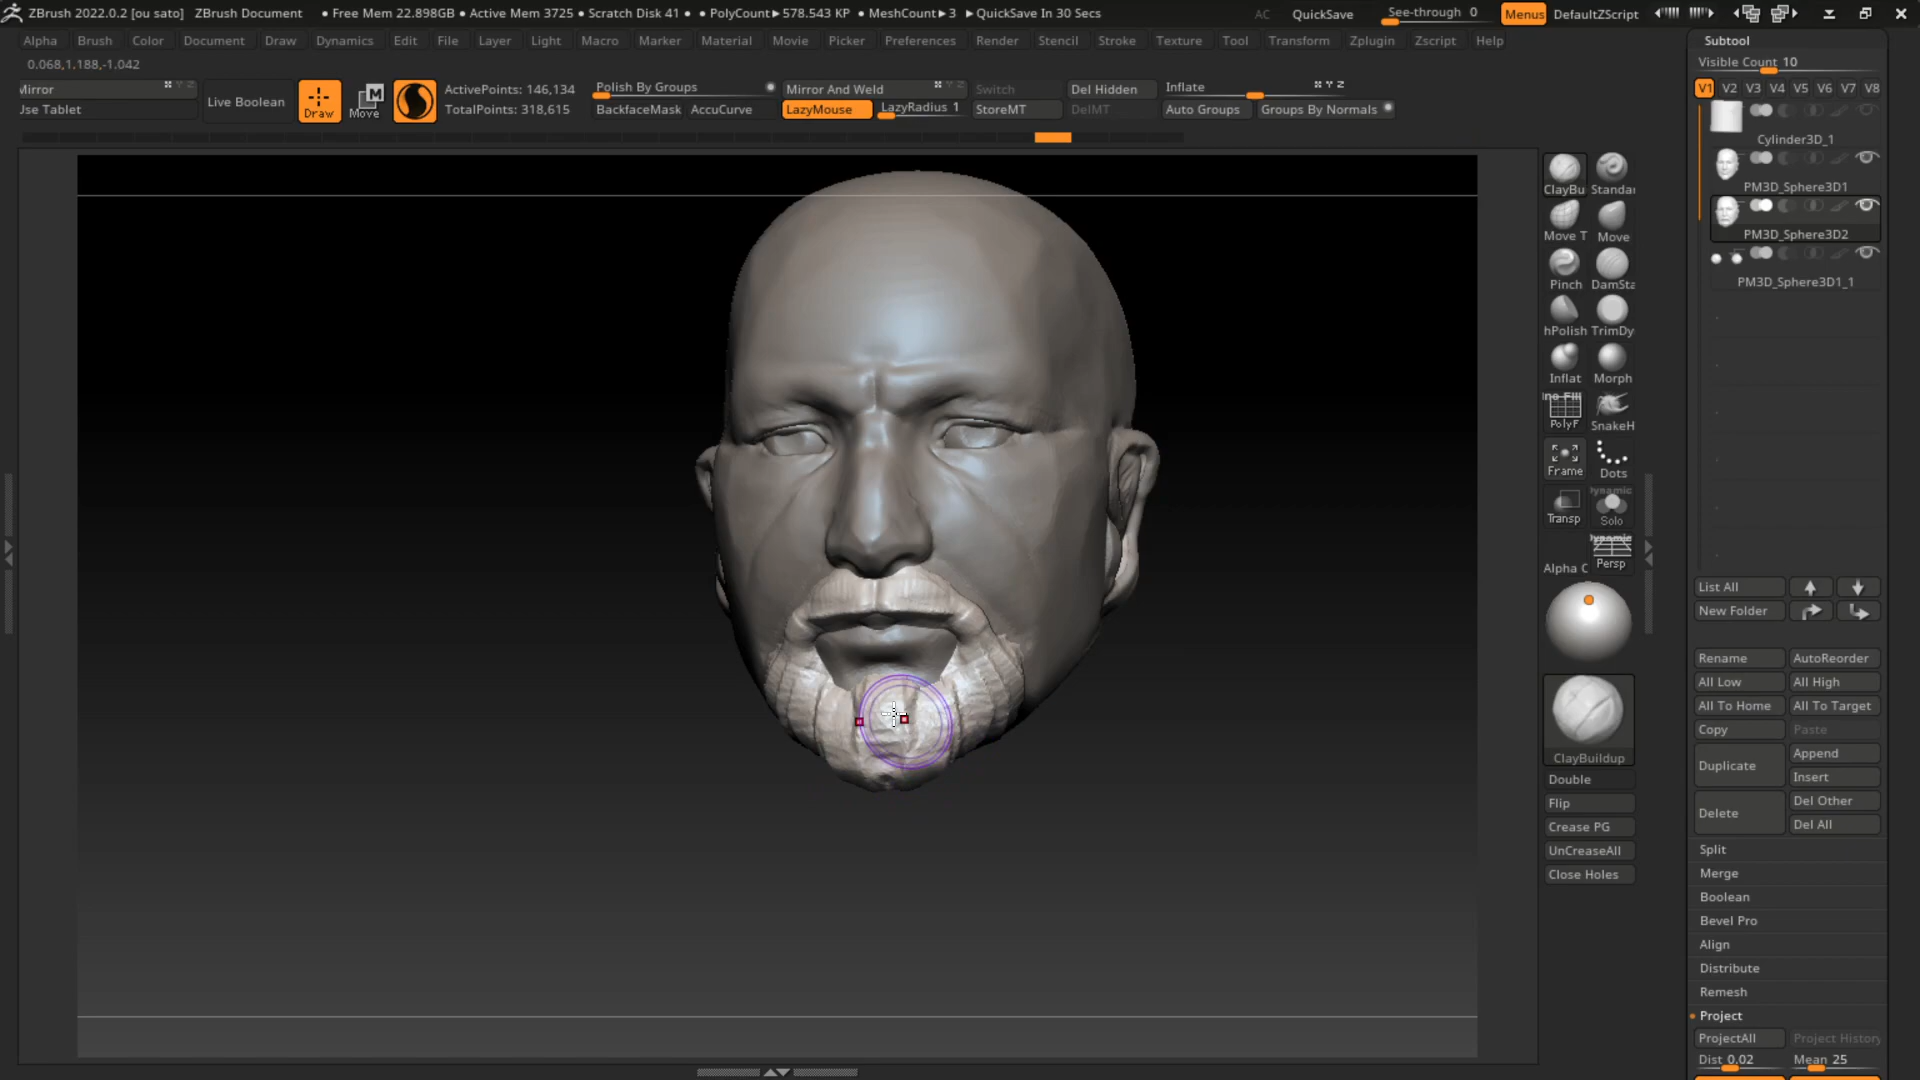 ZBrush 2022.0.2 [ou sato] ZBrush Document ● Free Mem 22.898GB ● Active Mem 3725 ● Scratch Disk 41 ● ● PolyCount▸578.543 KP ● MeshCount▸3 ▸QuickSave In 30 Secs AC QuickSave See-through 0 Menus DefaultZScript
Alpha Brush Color Document Draw Dynamics Edit File Layer Light Macro Marker Material Movie Picker Preferences Render Stencil Stroke Texture Tool Transform Zplugin Zscript Help
0.068,1.188,-1.042
Mirror Live Boolean Draw Move ActivePoints: 146,134 Polish By Groups Mirror And Weld Switch Del Hidden Inflate
Use Tablet TotalPoints: 318,615 BackfaceMask AccuCurve LazyMouse LazyRadius 1 StoreMT DelMT Auto Groups Groups By Normals
ClayBu Standa
Move T Move
Pinch DamSta
hPolish TrimDy
Inflat Morph
PolyF SnakeH
Frame Dots
Transp Solo
Dynamic
Alpha C Persp
ClayBuildup
Double
Flip
Crease PG
UnCreaseAll
Close Holes
Subtool
Visible Count 10
V1 V2 V3 V4 V5 V6 V7 V8
Cylinder3D_1
PM3D_Sphere3D1
PM3D_Sphere3D2
PM3D_Sphere3D1_1
List All
New Folder
Rename AutoReorder
All Low All High
All To Home All To Target
Copy Paste
Duplicate Append
Insert
Delete Del Other
Del All
Split
Merge
Boolean
Bevel Pro
Align
Distribute
Remesh
Project
ProjectAll Project History
Dist 0.02 Mean 25